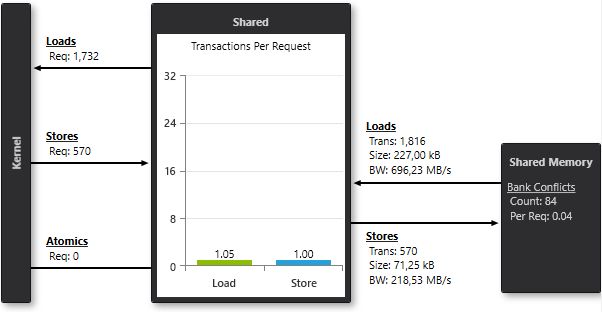 Kernel
Loads
Req: 1,732
Stores
Req: 570
Atomics
Req: 0
Shared
Transactions Per Request
32
24
16
8
0
1.05
1.00
Load
Store
Loads
Trans: 1,816
Size: 227,00 kB
BW: 696,23 MB/s
Stores
Trans: 570
Size: 71,25 kB
BW: 218,53 MB/s
Shared Memory
Bank Conflicts
Count: 84
Per Req: 0.04